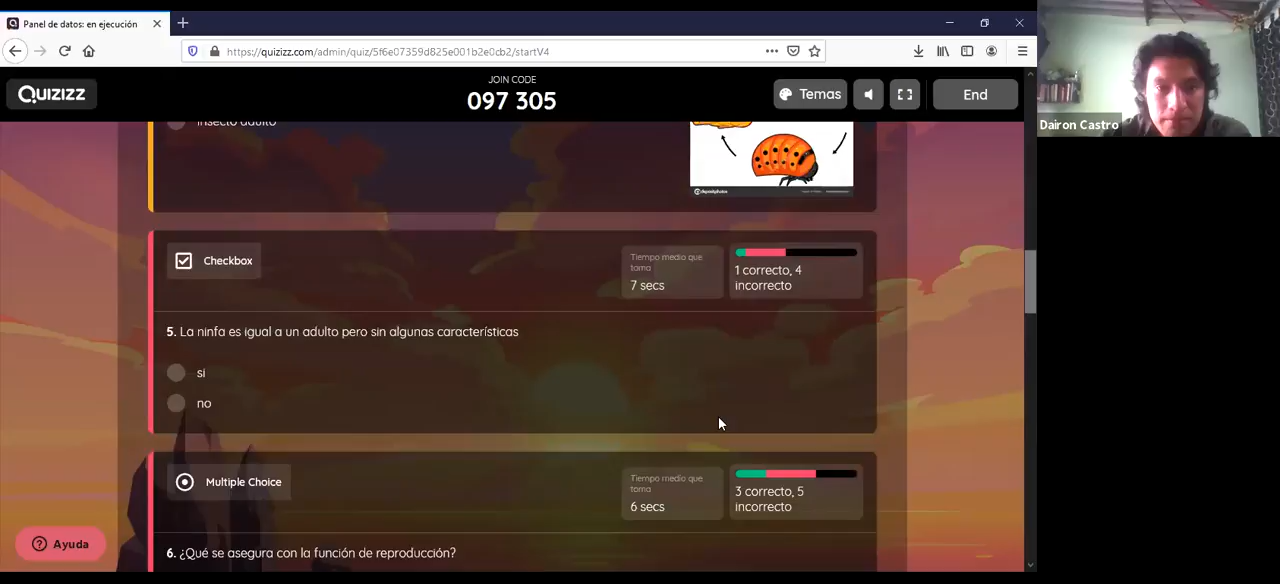 Panel de datos: en ejecución
https://quizizz.com/admin/quiz/5f6e07359d825e001b2e0cb2/startV4
QUIZIZZ
JOIN CODE
097 305
Temas
End
Dairon Castro
insecto adulto
depositphotos
Checkbox
Tiempo medio que
toma
7 secs
1 correcto, 4
incorrecto
5. La ninfa es igual a un adulto pero sin algunas características
si
no
Multiple Choice
Tiempo medio que
toma
6 secs
3 correcto, 5
incorrecto
6. ¿Qué se asegura con la función de reproducción?
Ayuda